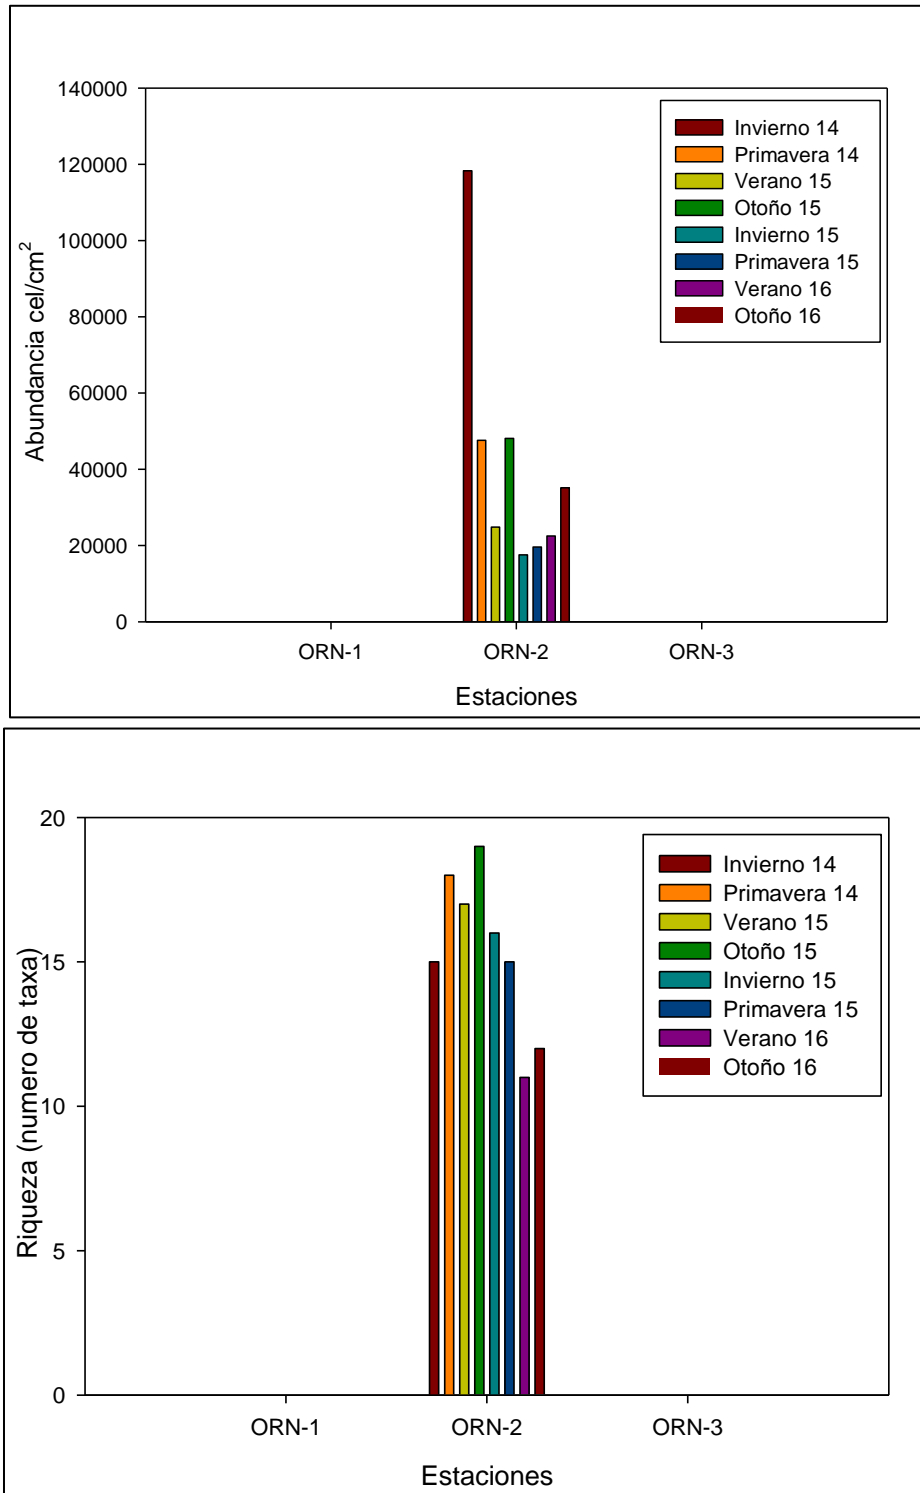 140000
120000
100000
80000
60000
40000
20000
0
Abundancia cel/cm²
Invierno 14
Primavera 14
Verano 15
Otoño 15
Invierno 15
Primavera 15
Verano 16
Otoño 16
ORN-1 ORN-2 ORN-3
Estaciones
20
15
10
5
0
Riqueza (numero de taxa)
Invierno 14
Primavera 14
Verano 15
Otoño 15
Invierno 15
Primavera 15
Verano 16
Otoño 16
ORN-1 ORN-2 ORN-3
Estaciones